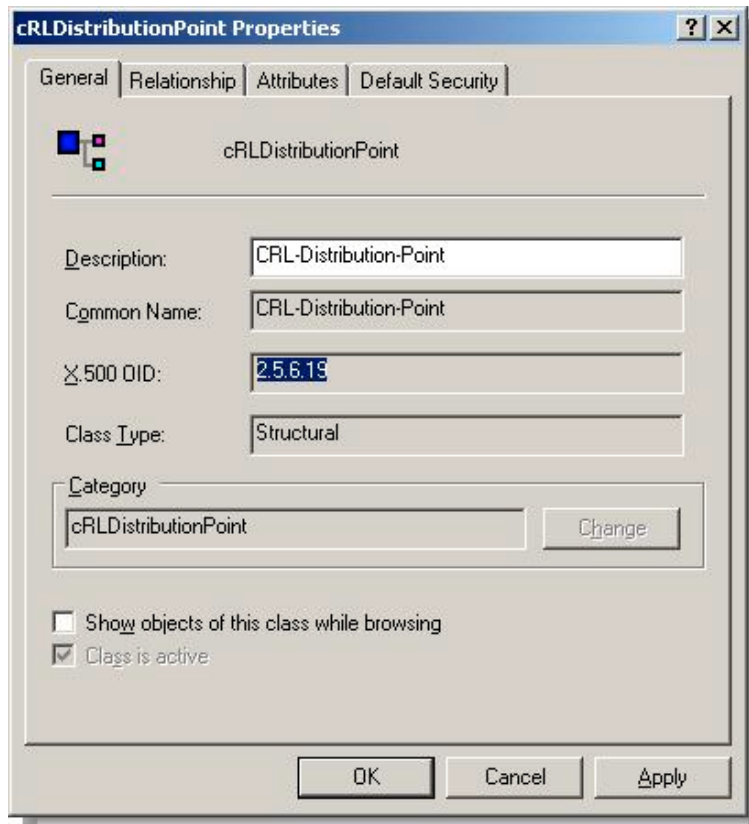 cRLDistributionPoint Properties
General Relationship Attributes Default Security
cRLDistributionPoint
Description: CRL-Distribution-Point
Common Name: CRL-Distribution-Point
X.500 OID: 2.5.6.19
Class Type: Structural
Category
cRLDistributionPoint Change
Show objects of this class while browsing
Class is active
OK Cancel Apply